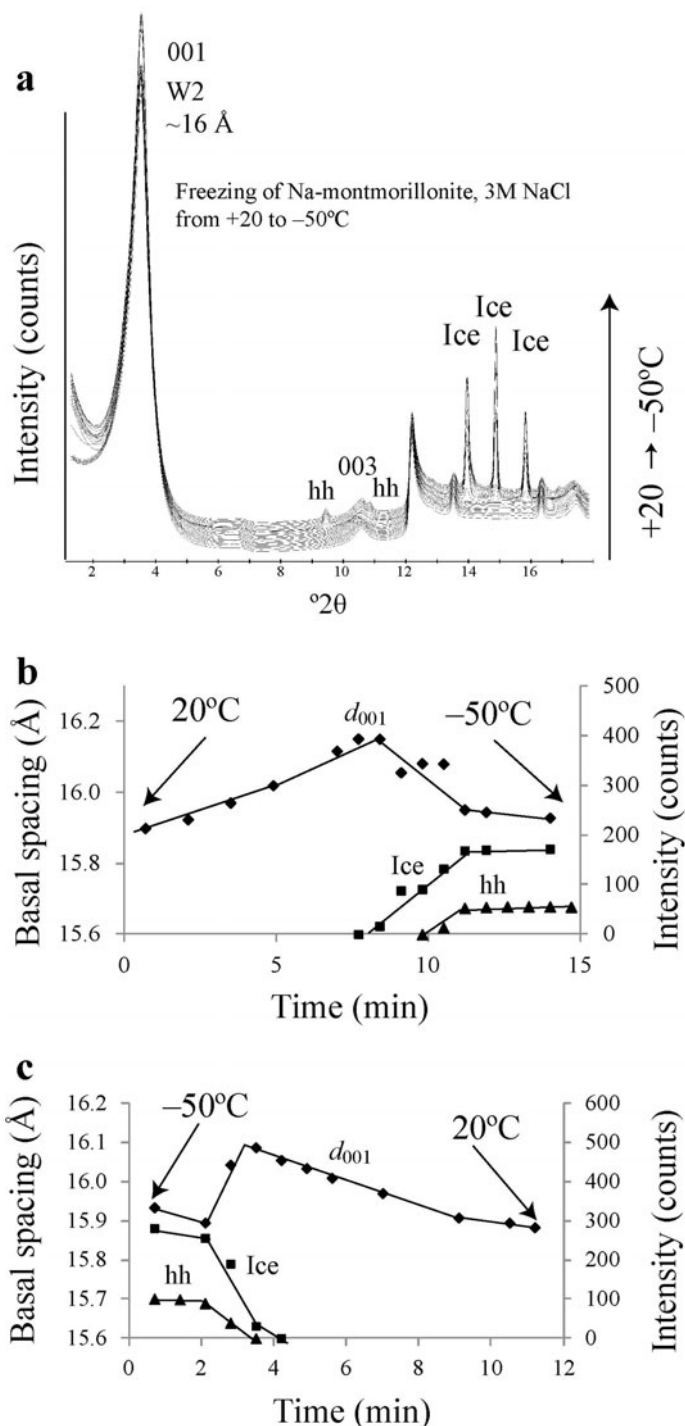 a
001
W2
~16 Å
Freezing of Na-montmorillonite, 3M NaCl
from +20 to –50ºC
Ice
Ice
Ice
hh
003
hh
Intensity (counts)
+20 → –50ºC
2 4 6 8 10 12 14 16
º2θ
b
Basal spacing (Å)
16.2
16.0
15.8
15.6
20ºC
d001
–50ºC
Ice
hh
500
400
300
200
100
0
Intensity (counts)
0 5 10 15
Time (min)
c
Basal spacing (Å)
16.2
16.1
16.0
15.9
15.8
15.7
15.6
–50ºC
d001
20ºC
hh
Ice
600
500
400
300
200
100
0
Intensity (counts)
0 2 4 6 8 10 12
Time (min)